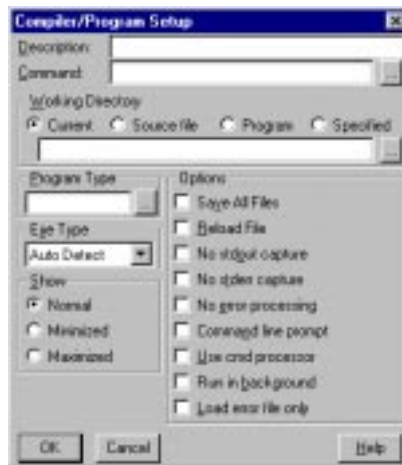 Compiler/Program Setup
Description:
Command:
...
Working Directory
Current Source file Program Specified
...
Program Type
...
Exe Type
Auto Detect
Show
Normal
Minimized
Maximized
Options
Save All Files
Reload File
No stdout capture
No stderr capture
No error processing
Command line prompt
Use cmd processor
Run in background
Load error file only
OK Cancel Help